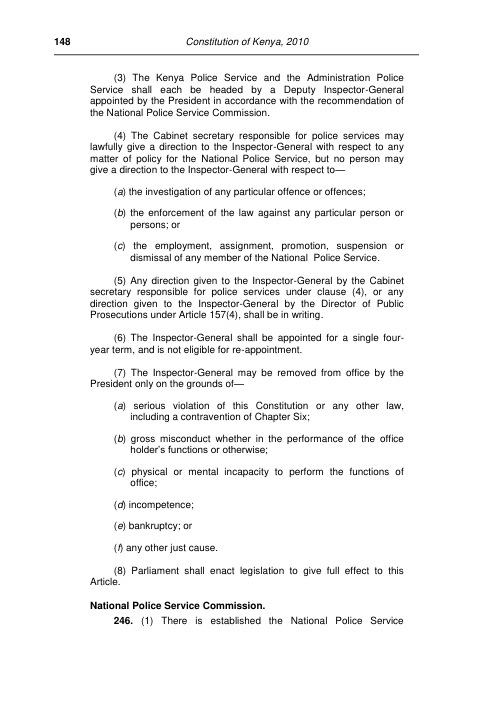 148 Constitution of Kenya, 2010
(3) The Kenya Police Service and the Administration Police
Service shall each be headed by a Deputy Inspector-General
appointed by the President in accordance with the recommendation of
the National Police Service Commission.
(4) The Cabinet secretary responsible for police services may
lawfully give a direction to the Inspector-General with respect to any
matter of policy for the National Police Service, but no person may
give a direction to the Inspector-General with respect to—
(a) the investigation of any particular offence or offences;
(b) the enforcement of the law against any particular person or
persons; or
(c) the employment, assignment, promotion, suspension or
dismissal of any member of the National Police Service.
(5) Any direction given to the Inspector-General by the Cabinet
secretary responsible for police services under clause (4), or any
direction given to the Inspector-General by the Director of Public
Prosecutions under Article 157(4), shall be in writing.
(6) The Inspector-General shall be appointed for a single four-
year term, and is not eligible for re-appointment.
(7) The Inspector-General may be removed from office by the
President only on the grounds of—
(a) serious violation of this Constitution or any other law,
including a contravention of Chapter Six;
(b) gross misconduct whether in the performance of the office
holder's functions or otherwise;
(c) physical or mental incapacity to perform the functions of
office;
(d) incompetence;
(e) bankruptcy; or
(f) any other just cause.
(8) Parliament shall enact legislation to give full effect to this
Article.
National Police Service Commission.
246. (1) There is established the National Police Service